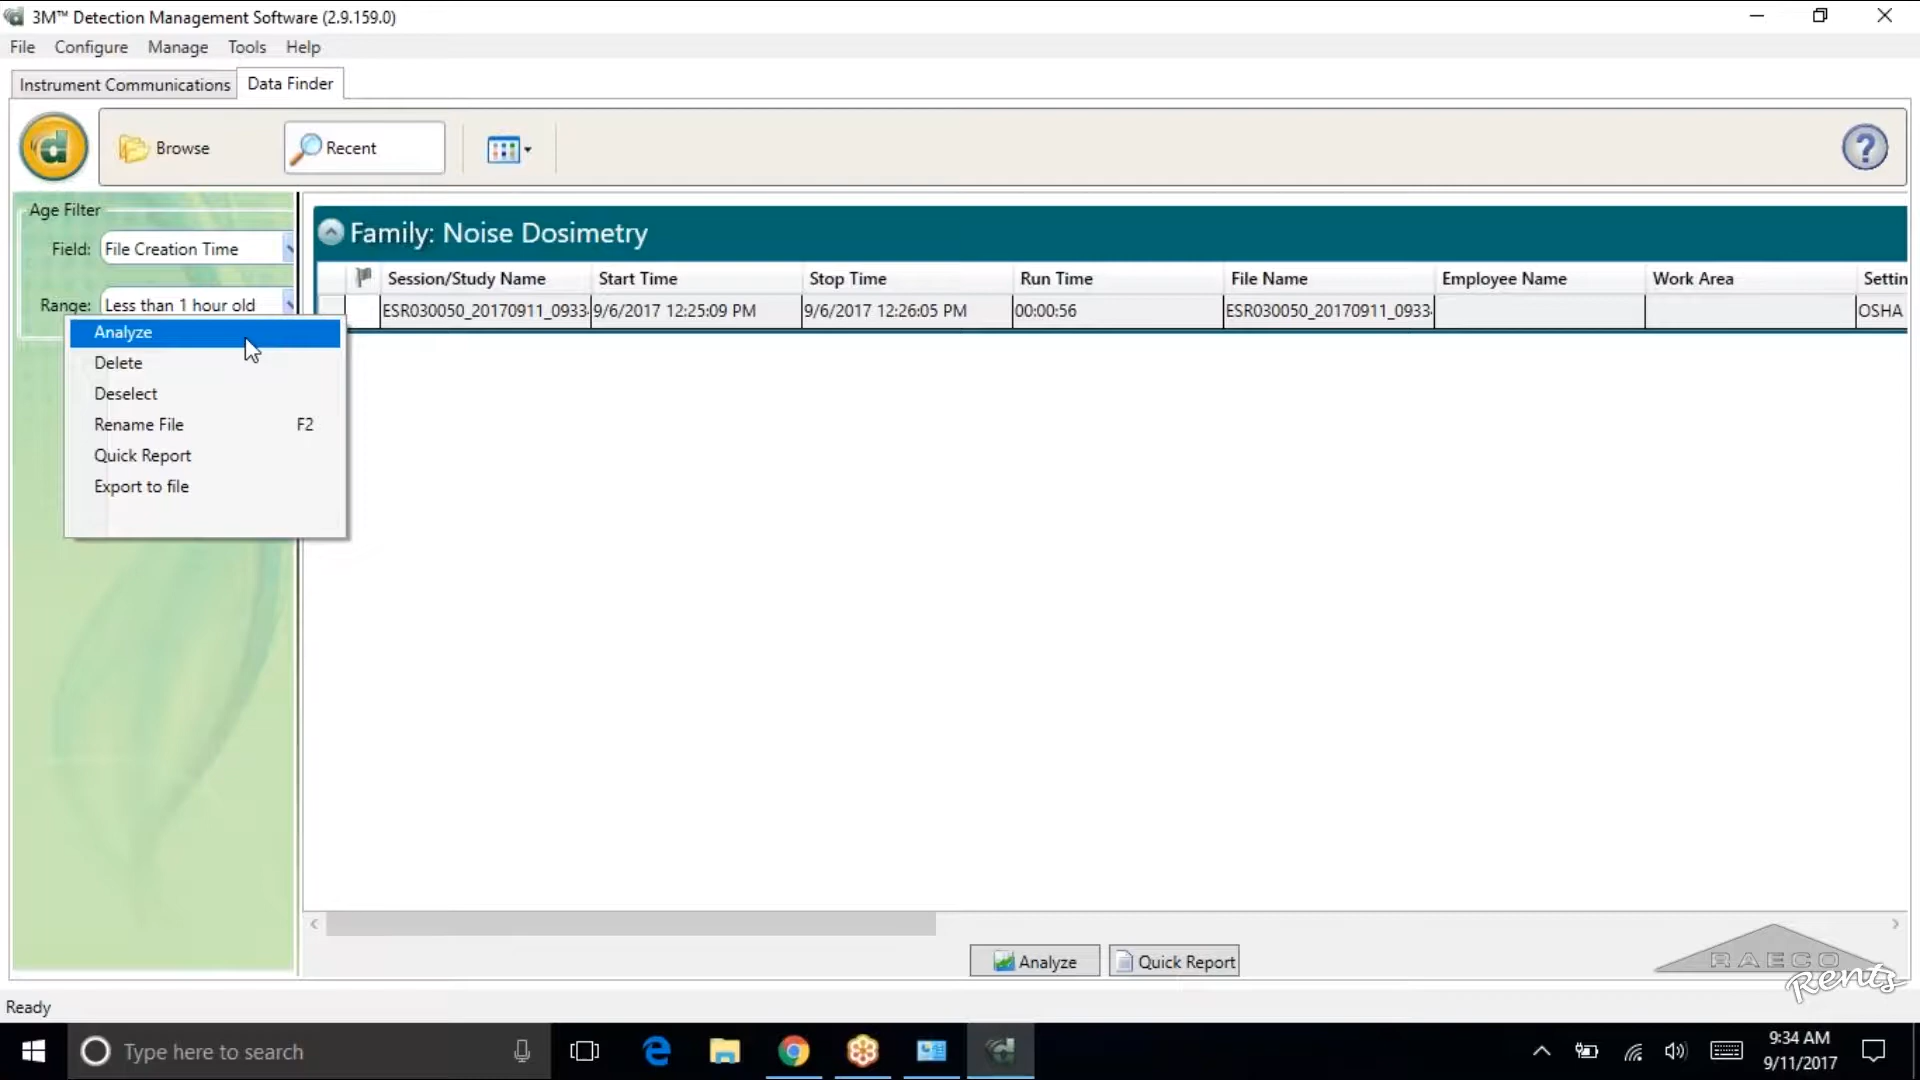 3M™ Detection Management Software (2.9.159.0)
File Configure Manage Tools Help
Instrument Communications Data Finder
Browse Recent
?
Age Filter
Field: File Creation Time
Range: Less than 1 hour old
Analyze
Delete
Deselect
Rename File F2
Quick Report
Export to file
Family: Noise Dosimetry
Session/Study Name Start Time Stop Time Run Time File Name Employee Name Work Area Settin
ESR030050_20170911_0933 9/6/2017 12:25:09 PM 9/6/2017 12:26:05 PM 00:00:56 ESR030050_20170911_0933 OSHA
Analyze Quick Report
RAECO
Rents
Ready
Type here to search
9:34 AM
9/11/2017